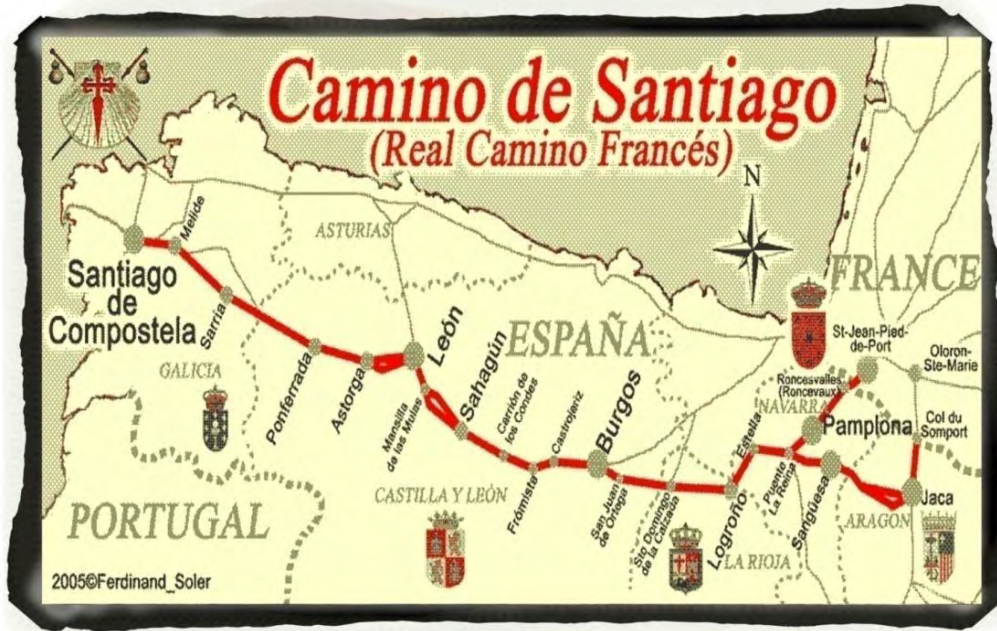 Camino de Santiago
(Real Camino Francés)
N
ASTURIAS
FRANCE
ESPAÑA
Melide
Santiago
de
Compostela
Sarria
GALICIA
Ponferrada
Astorga
León
Mansilla
de las Mulas
Sahagún
Carrión de
los Condes
Frómista
Castrojeriz
Burgos
San Juan
de Ortega
Sto Domingo
de la Calzada
Logroño
Estella
Puente
La Reina
Sangüesa
St-Jean-Pied-
de-Port
Oloron-
Ste-Marie
Roncesvalles
(Roncevaux)
NAVARRA
Pamplona
Col du
Somport
Jaca
ARAGON
LA RIOJA
CASTILLA Y LEÓN
PORTUGAL
2005©Ferdinand_Soler